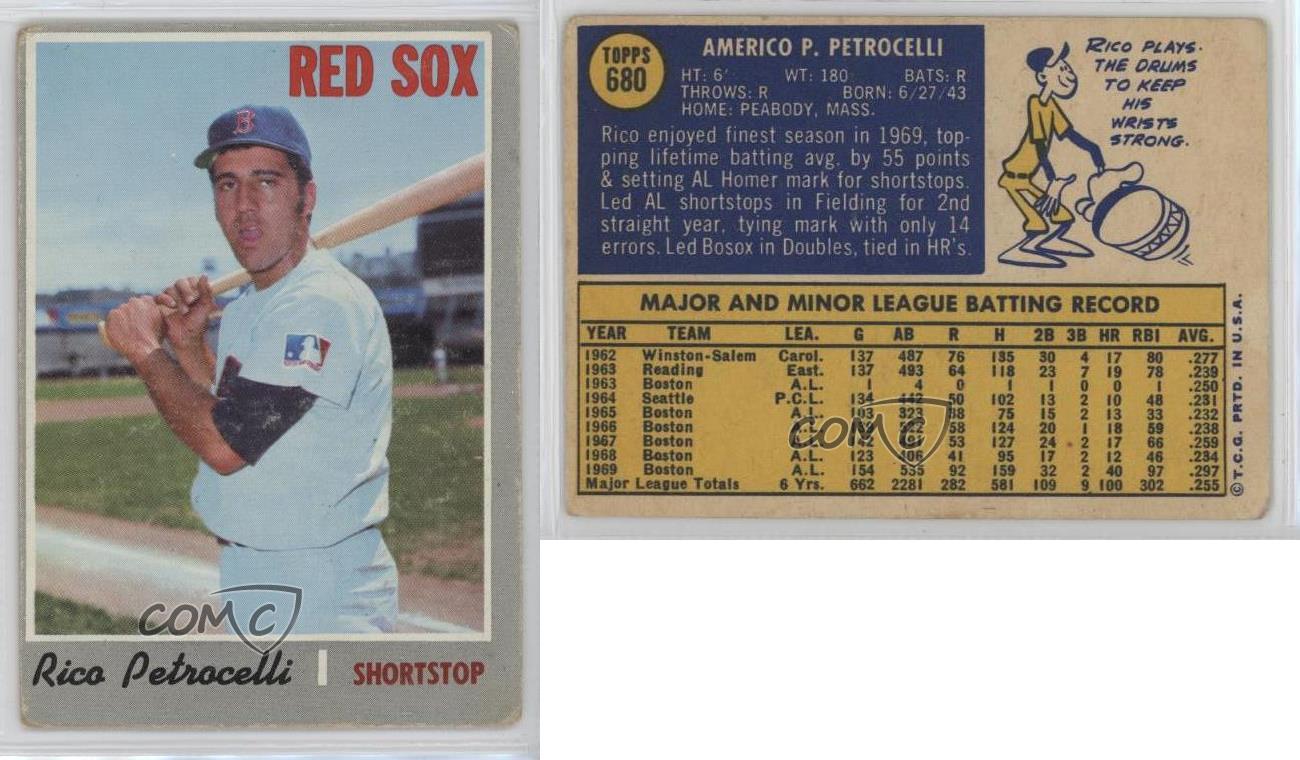 RED SOX
B
COMC
Rico Petrocelli
SHORTSTOP
TOPPS
680
AMERICO P. PETROCELLI
HT: 6' WT: 180 BATS: R
THROWS: R BORN: 6/27/43
HOME: PEABODY, MASS.
Rico enjoyed finest season in 1969, top-
ping lifetime batting avg. by 55 points
& setting AL Homer mark for shortstops.
Led AL shortstops in Fielding for 2nd
straight year, tying mark with only 14
errors. Led Bosox in Doubles, tied in HR's.
RICO PLAYS.
THE DRUMS
TO KEEP
HIS
WRISTS
STRONG.
MAJOR AND MINOR LEAGUE BATTING RECORD
YEAR TEAM LEA. G AB R H 2B 3B HR RBI AVG.
1962 Winston-Salem Carol. 137 487 76 135 30 4 17 80 .277
1963 Reading East. 137 493 64 118 23 7 19 78 .239
1963 Boston A.L. 1 4 0 1 1 0 0 1 .250
1964 Seattle P.C.L. 134 442 50 102 13 2 10 48 .231
1965 Boston A.L. 103 323 38 75 15 2 13 33 .232
1966 Boston A.L. 522 58 124 20 1 18 59 .238
1967 Boston A.L. 142 491 53 127 24 2 17 66 .259
1968 Boston A.L. 123 406 41 95 17 2 12 46 .234
1969 Boston A.L. 154 535 92 159 32 2 40 97 .297
Major League Totals 6 Yrs. 662 2281 282 581 109 9 100 302 .255
COMC
© T.C.G. PRTD. IN U.S.A.